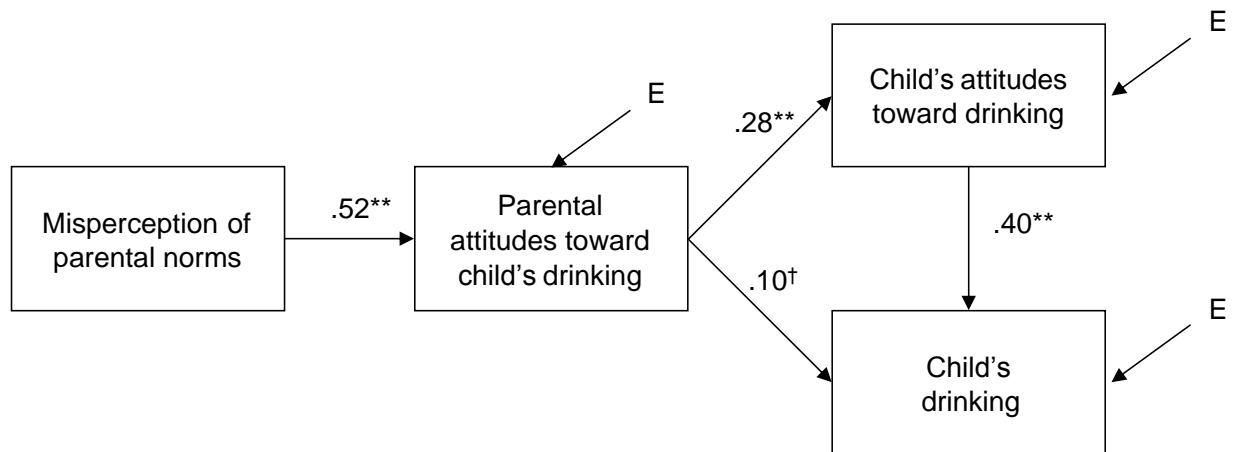 E
Child’s attitudes
toward drinking
E
.28**
Misperception of
parental norms
.52**
Parental
attitudes toward
child’s drinking
.40**
.10†
E
Child’s
drinking